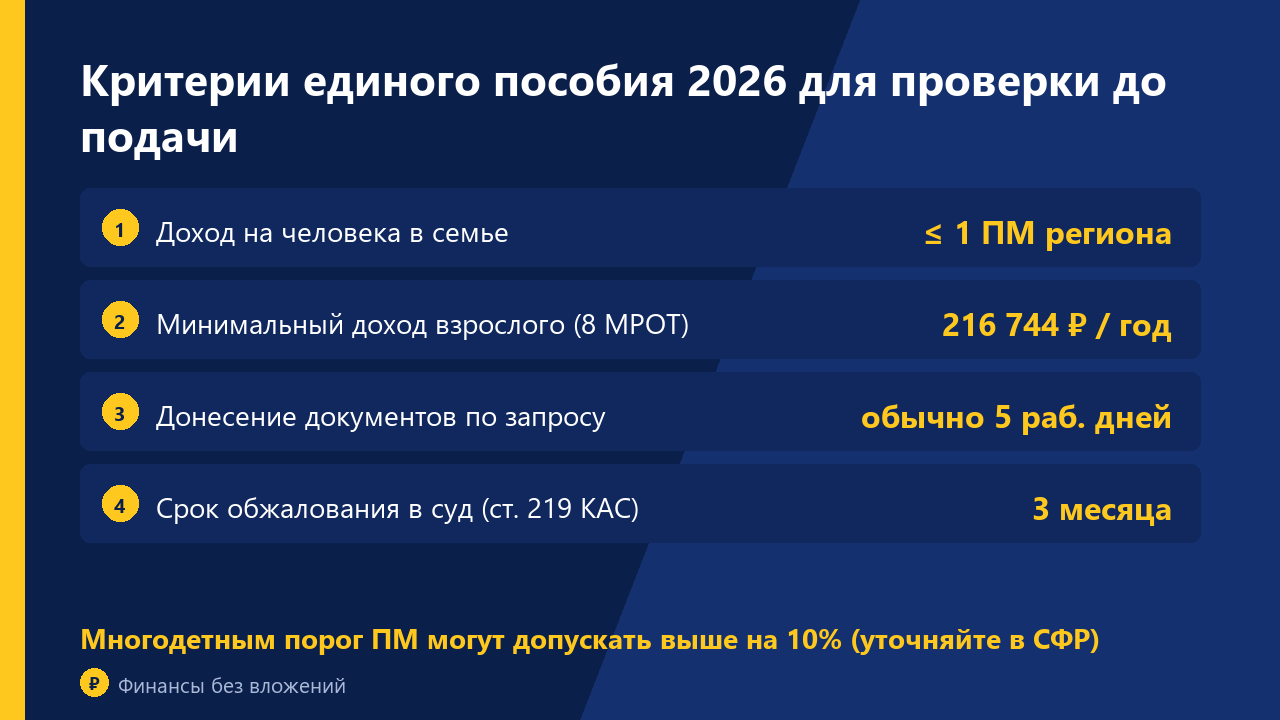 Критерии единого пособия 2026 для проверки до
подачи
1 Доход на человека в семье ≤ 1 ПМ региона
2 Минимальный доход взрослого (8 МРОТ) 216 744 ₽ / год
3 Донесение документов по запросу обычно 5 раб. дней
4 Срок обжалования в суд (ст. 219 КАС) 3 месяца
Многодетным порог ПМ могут допускать выше на 10% (уточняйте в СФР)
₽ Финансы без вложений